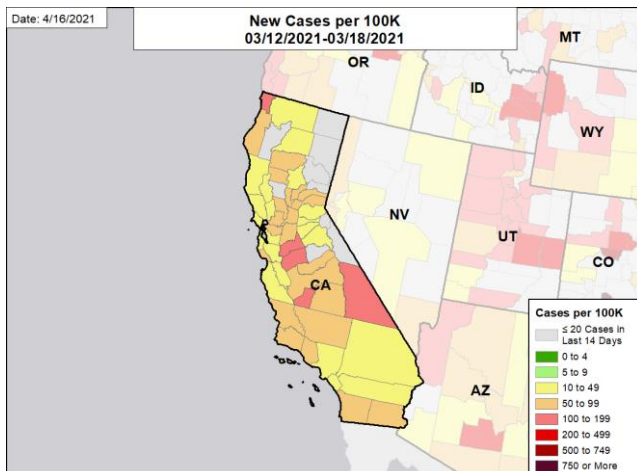 Date: 4/16/2021
New Cases per 100K
03/12/2021-03/18/2021
MT
OR
ID
WY
NV
UT
CO
CA
AZ
Cases per 100K
≤ 20 Cases in
Last 14 Days
0 to 4
5 to 9
10 to 49
50 to 99
100 to 199
200 to 499
500 to 749
750 or More